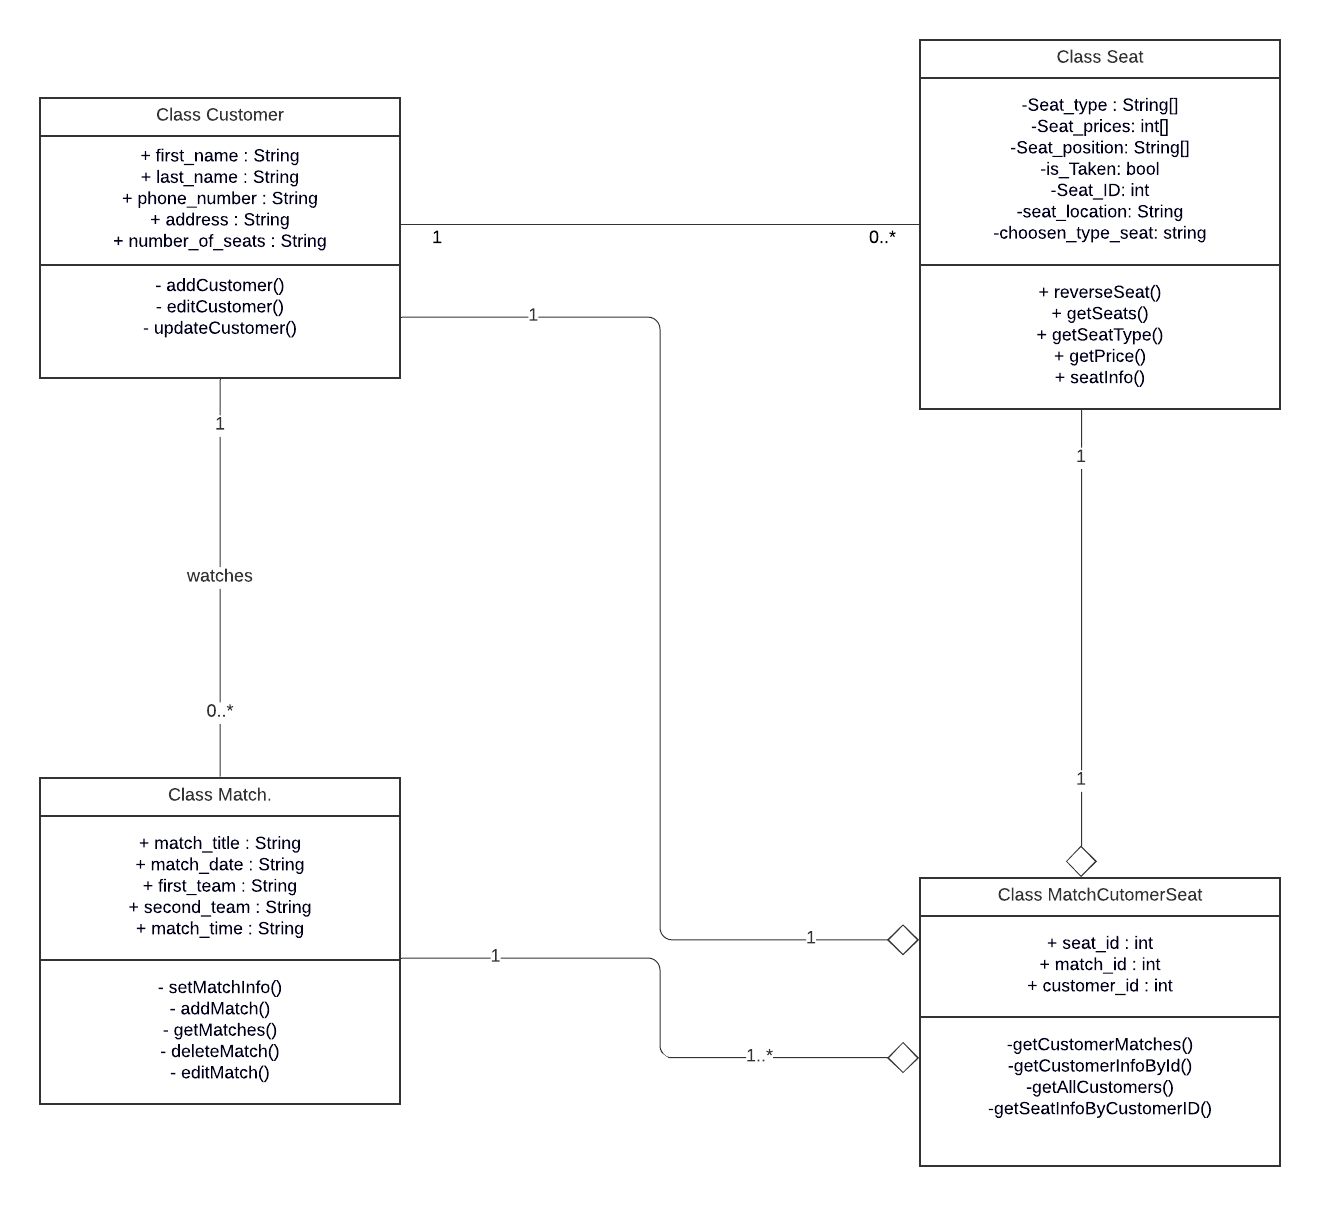 Class Customer
+ first_name : String
+ last_name : String
+ phone_number : String
+ address : String
+ number_of_seats : String
- addCustomer()
- editCustomer()
- updateCustomer()
Class Seat
-Seat_type : String[]
-Seat_prices: int[]
-Seat_position: String[]
-is_Taken: bool
-Seat_ID: int
-seat_location: String
-choosen_type_seat: string
+ reverseSeat()
+ getSeats()
+ getSeatType()
+ getPrice()
+ seatInfo()
1
0..*
1
1
1
watches
0..*
1
Class Match.
+ match_title : String
+ match_date : String
+ first_team : String
+ second_team : String
+ match_time : String
- setMatchInfo()
- addMatch()
- getMatches()
- deleteMatch()
- editMatch()
1
1
1..*
Class MatchCutomerSeat
+ seat_id : int
+ match_id : int
+ customer_id : int
-getCustomerMatches()
-getCustomerInfoById()
-getAllCustomers()
-getSeatInfoByCustomerID()